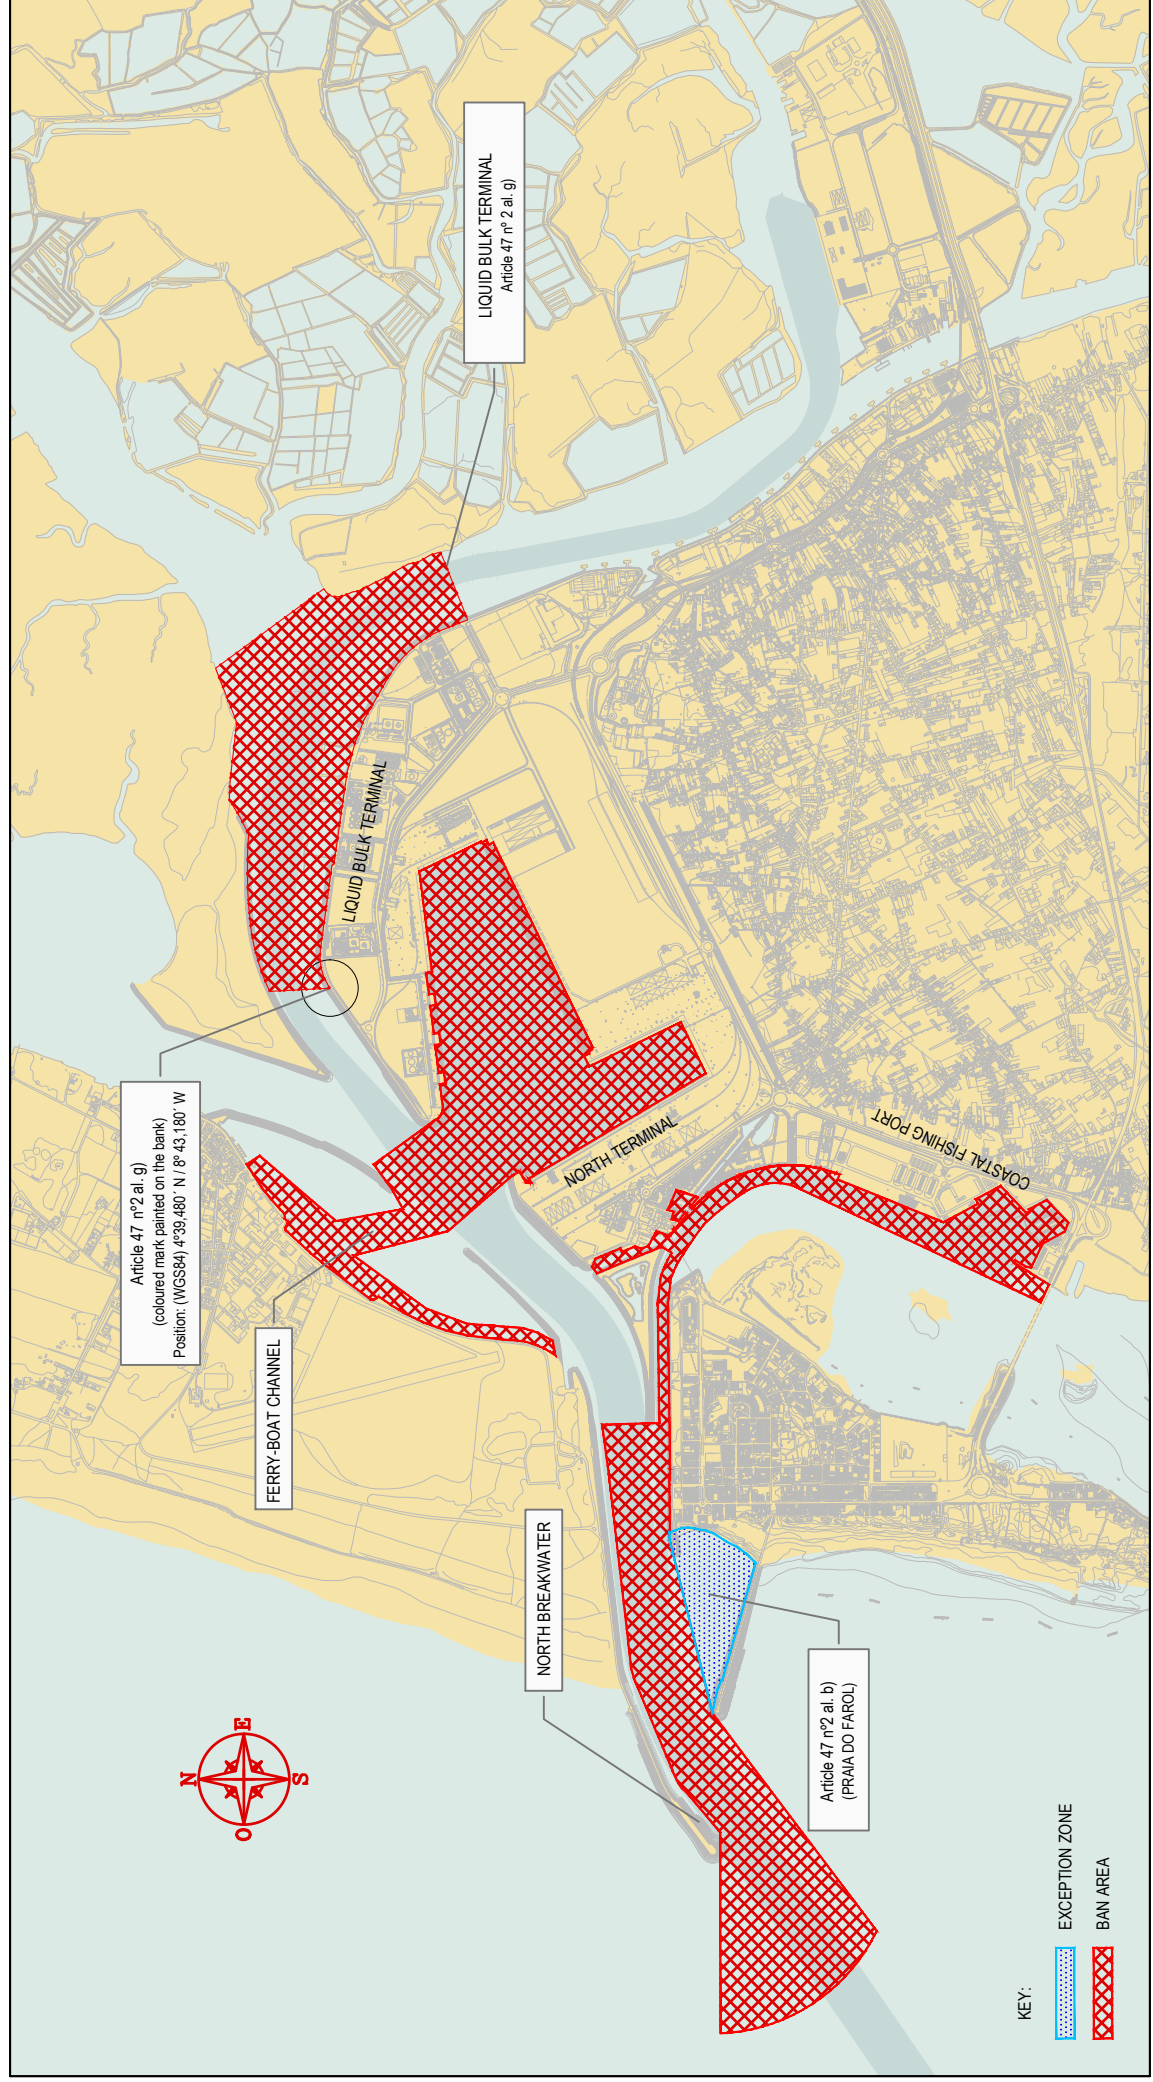 Article 47 nº2 al. g)
(coloured mark painted on the bank)
Position: (WGS84) 4º39,480´ N / 8º 43,180´ W
LIQUID BULK TERMINAL
Article 47 nº 2 al. g)
LIQUID BULK TERMINAL
FERRY-BOAT CHANNEL
NORTH TERMINAL
COASTAL FISHING PORT
NORTH BREAKWATER
Article 47 nº2 al. b)
(PRAIA DO FAROL)
N
E
S
O
KEY:
EXCEPTION ZONE
BAN AREA